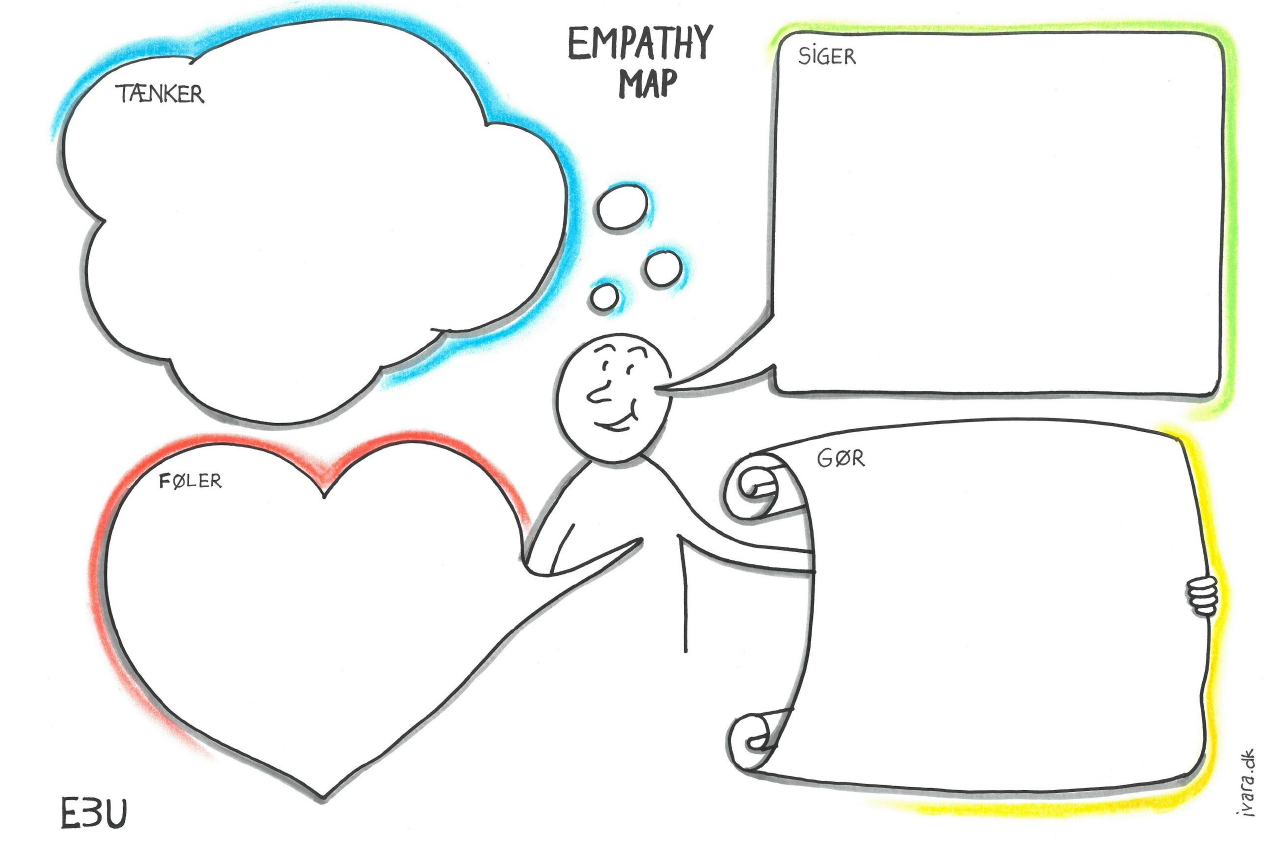 EMPATHY
MAP
TÆNKER
SiGER
FØLER
GØR
E3U
ivara.dk